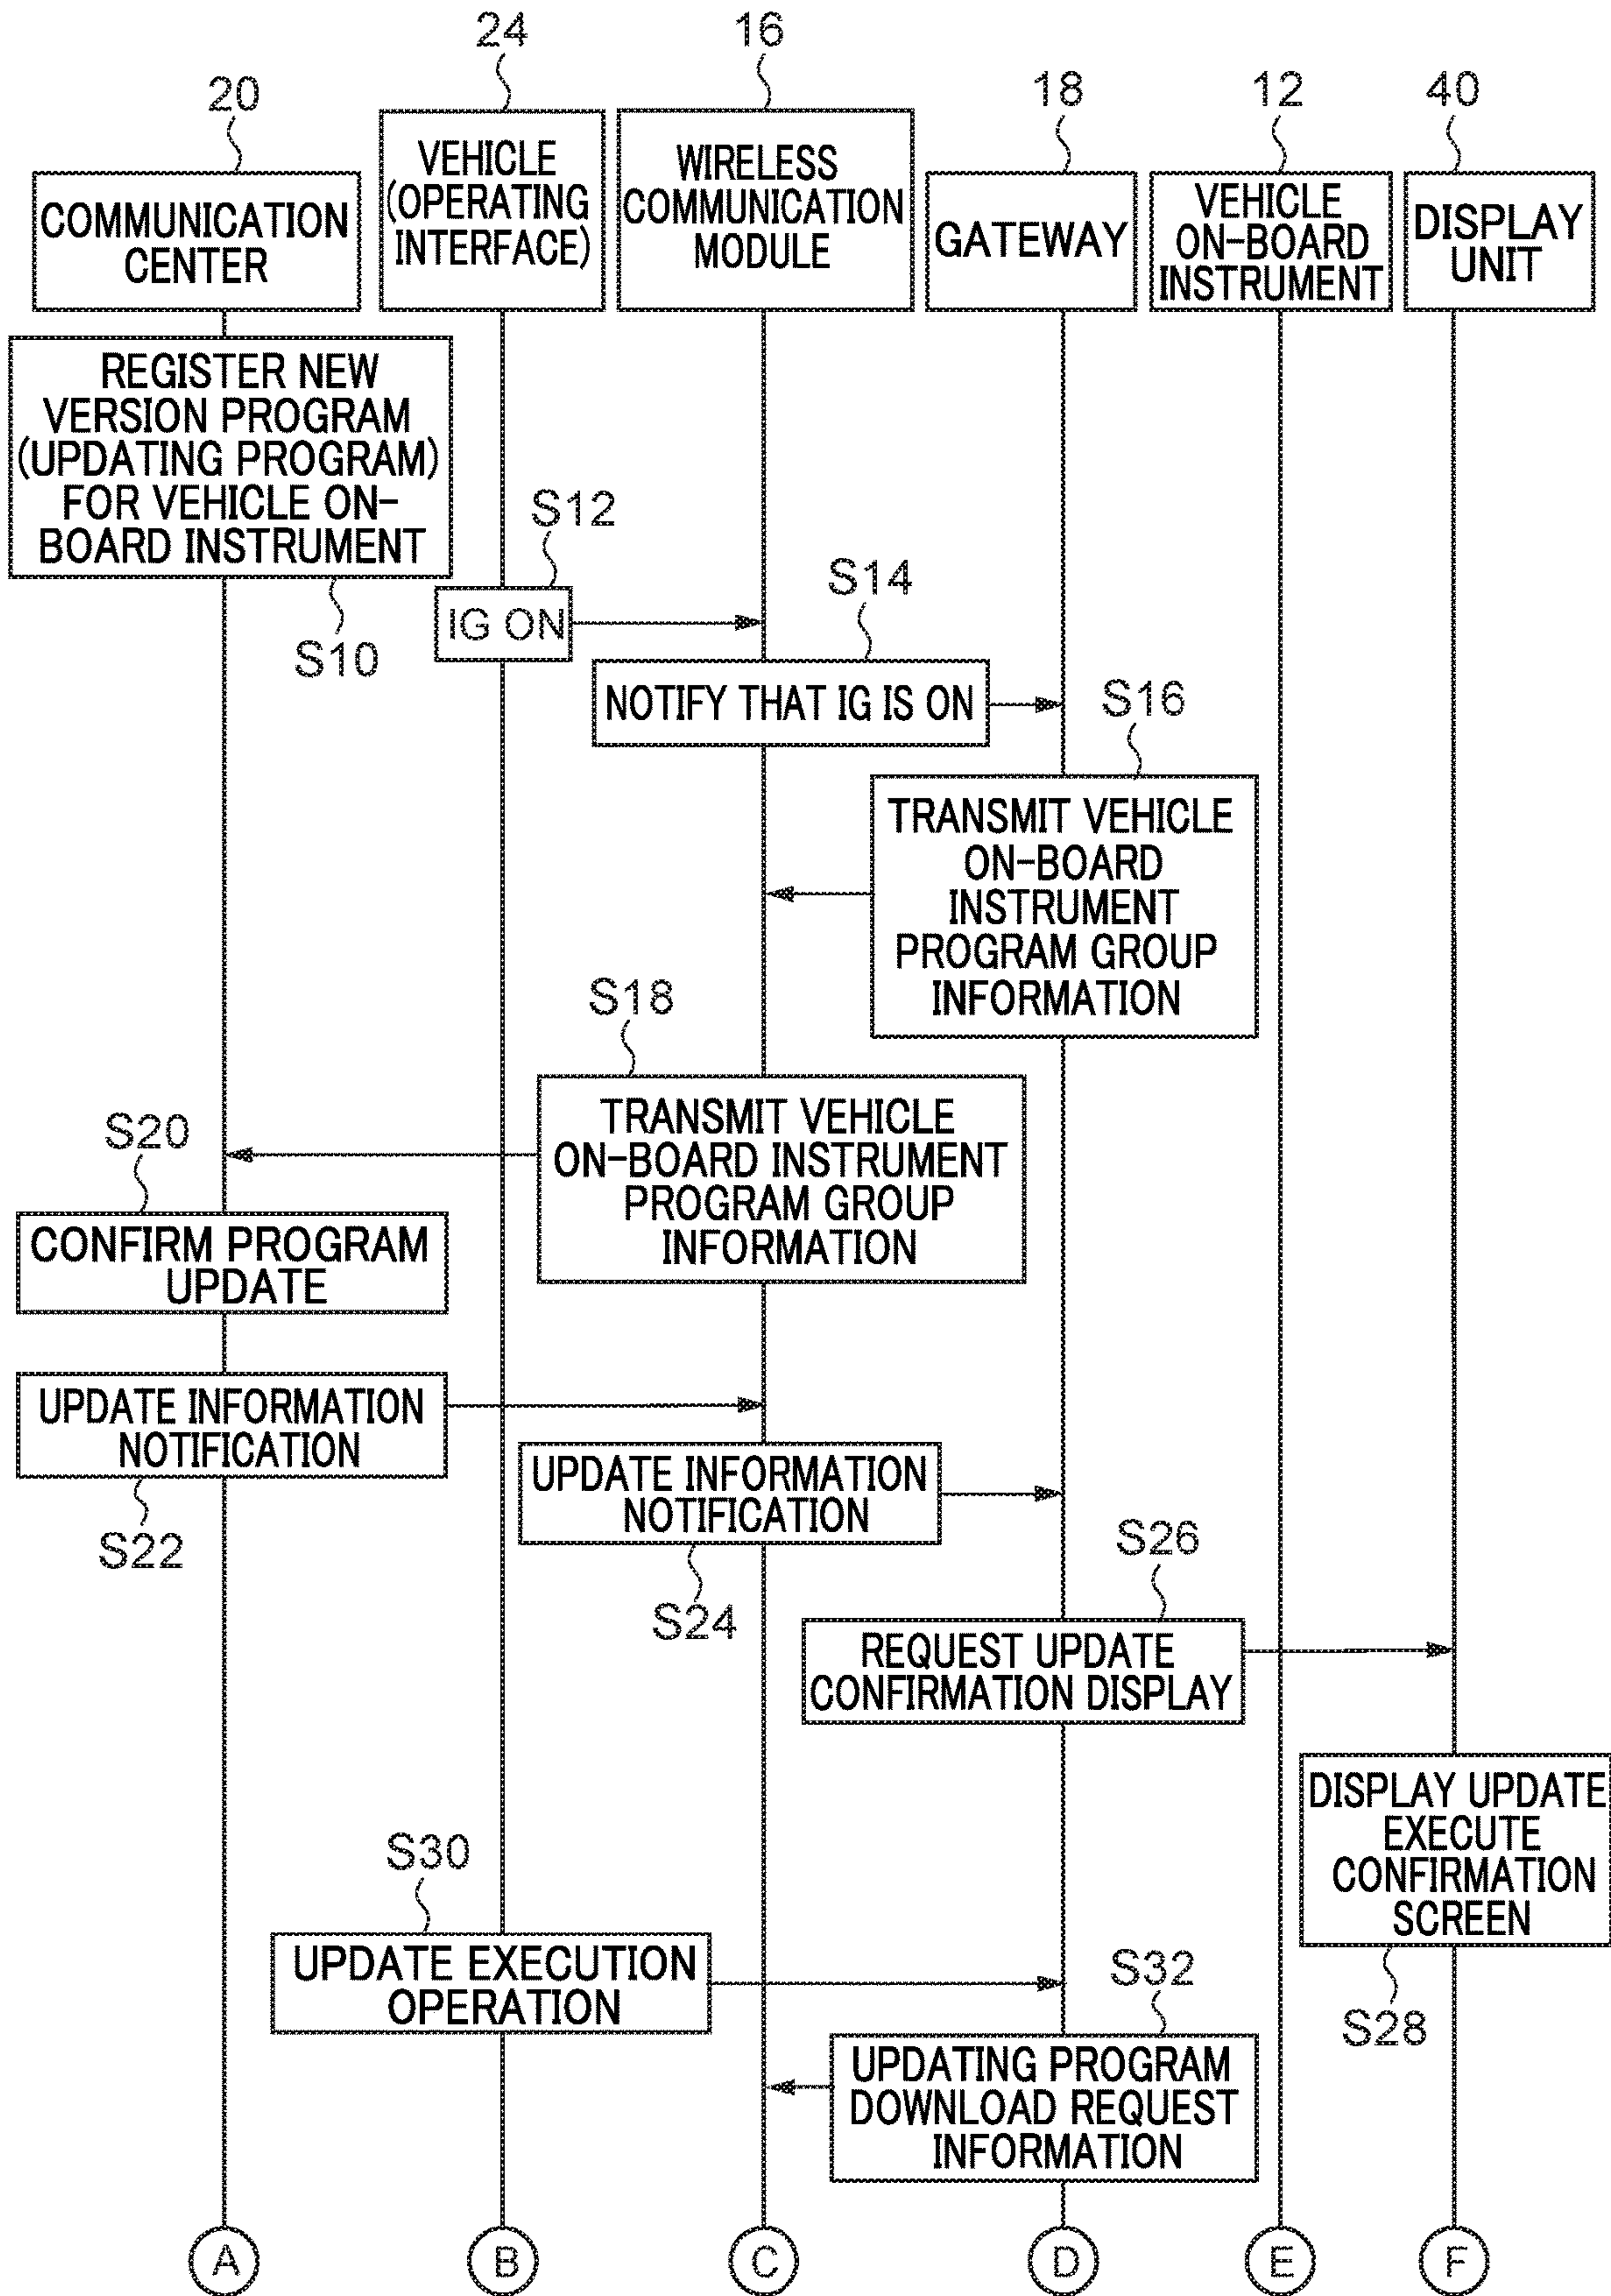 24
16
20
18
12
40
COMMUNICATION
CENTER
VEHICLE
(OPERATING
INTERFACE)
WIRELESS
COMMUNICATION
MODULE
GATEWAY
VEHICLE
ON-BOARD
INSTRUMENT
DISPLAY
UNIT
REGISTER NEW
VERSION PROGRAM
(UPDATING PROGRAM)
FOR VEHICLE ON-
BOARD INSTRUMENT
S10
S12
IG ON
S14
NOTIFY THAT IG IS ON
S16
TRANSMIT VEHICLE
ON-BOARD
INSTRUMENT
PROGRAM GROUP
INFORMATION
S18
TRANSMIT VEHICLE
ON-BOARD INSTRUMENT
PROGRAM GROUP
INFORMATION
S20
CONFIRM PROGRAM
UPDATE
UPDATE INFORMATION
NOTIFICATION
S22
UPDATE INFORMATION
NOTIFICATION
S24
S26
REQUEST UPDATE
CONFIRMATION DISPLAY
DISPLAY UPDATE
EXECUTE
CONFIRMATION
SCREEN
S28
S30
UPDATE EXECUTION
OPERATION
S32
UPDATING PROGRAM
DOWNLOAD REQUEST
INFORMATION
A
B
C
D
E
F